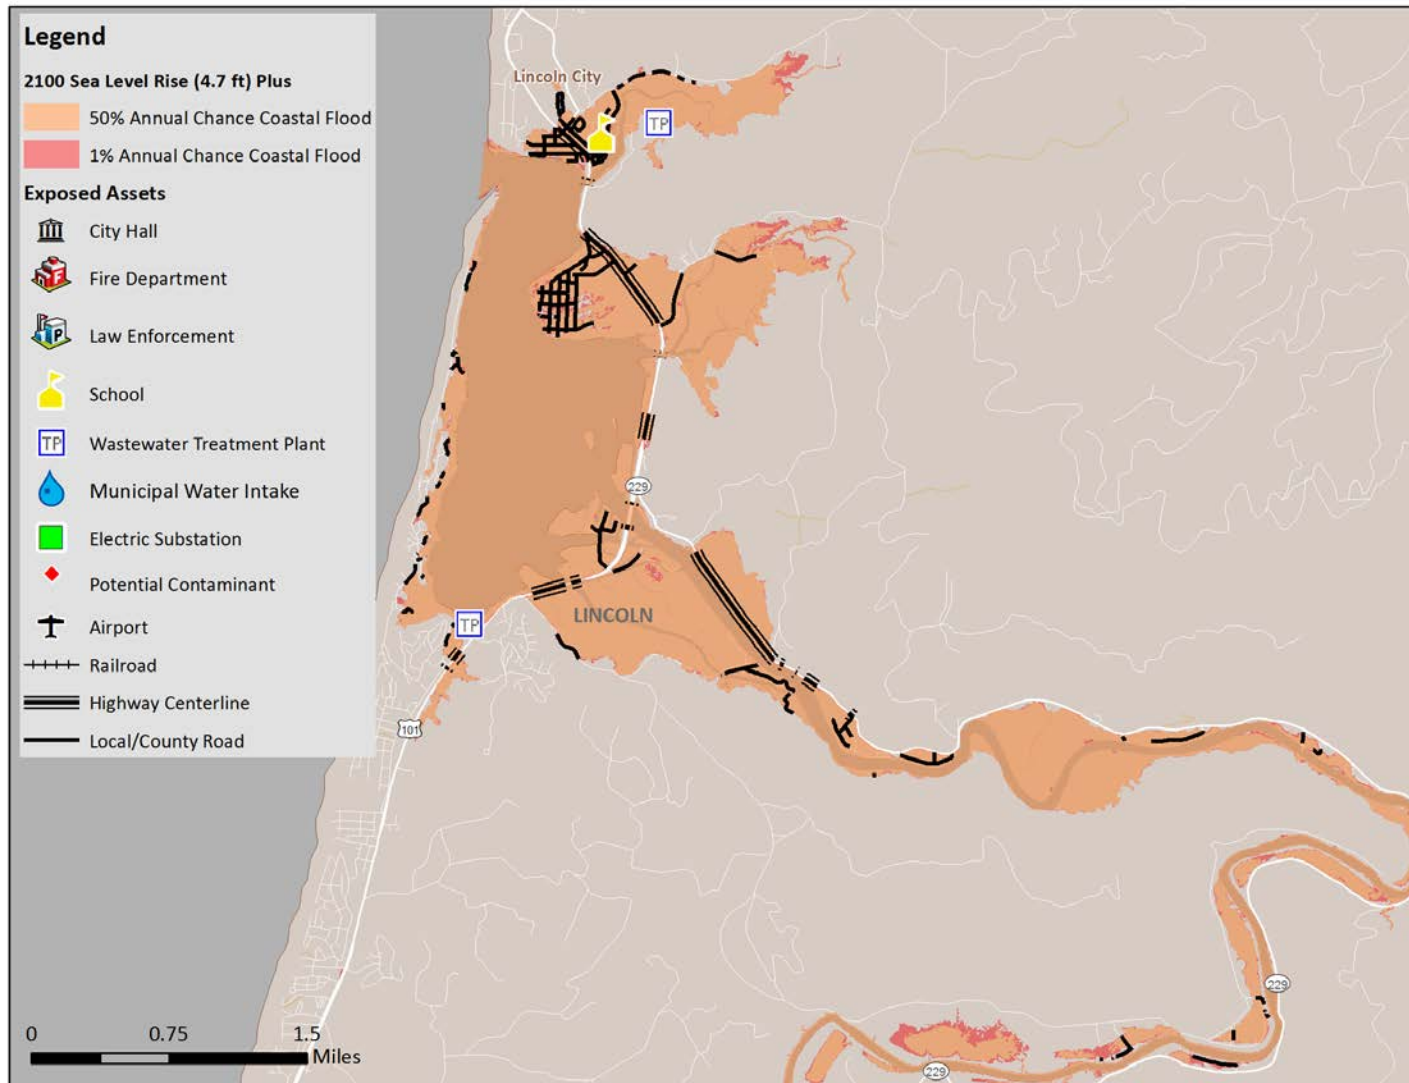 Legend
2100 Sea Level Rise (4.7 ft) Plus
50% Annual Chance Coastal Flood
1% Annual Chance Coastal Flood
Exposed Assets
City Hall
F
Fire Department
P
Law Enforcement
School
TP
Wastewater Treatment Plant
Municipal Water Intake
Electric Substation
Potential Contaminant
Airport
Railroad
Highway Centerline
Local/County Road
0 0.75 1.5
Miles
Lincoln City
TP
229
LINCOLN
TP
101
229
229